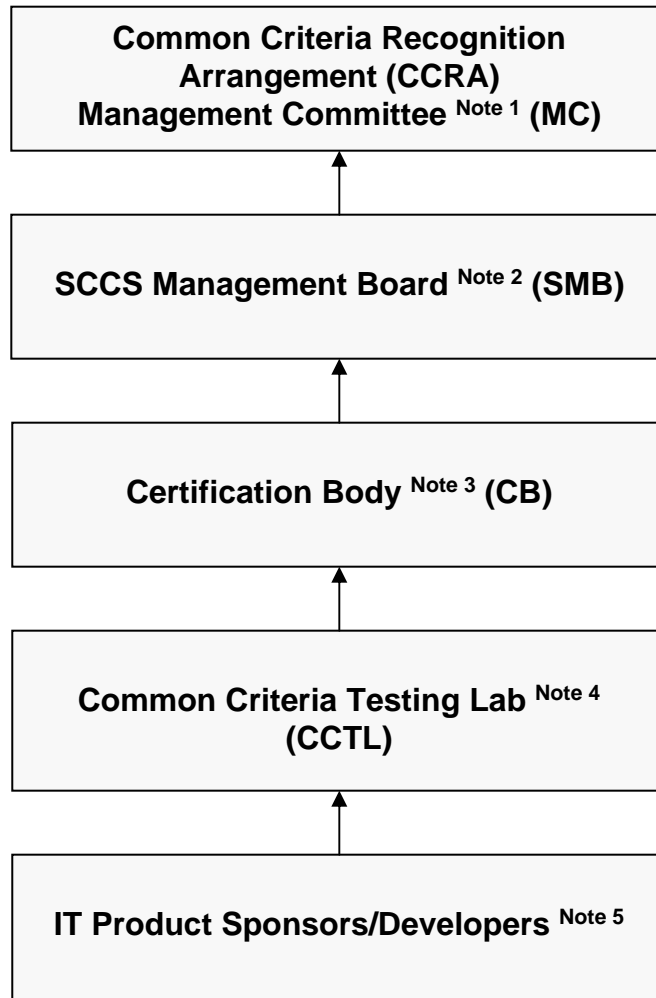 Common Criteria Recognition
Arrangement (CCRA)
Management Committee Note 1 (MC)
SCCS Management Board Note 2 (SMB)
Certification Body Note 3 (CB)
Common Criteria Testing Lab Note 4
(CCTL)
IT Product Sponsors/Developers Note 5